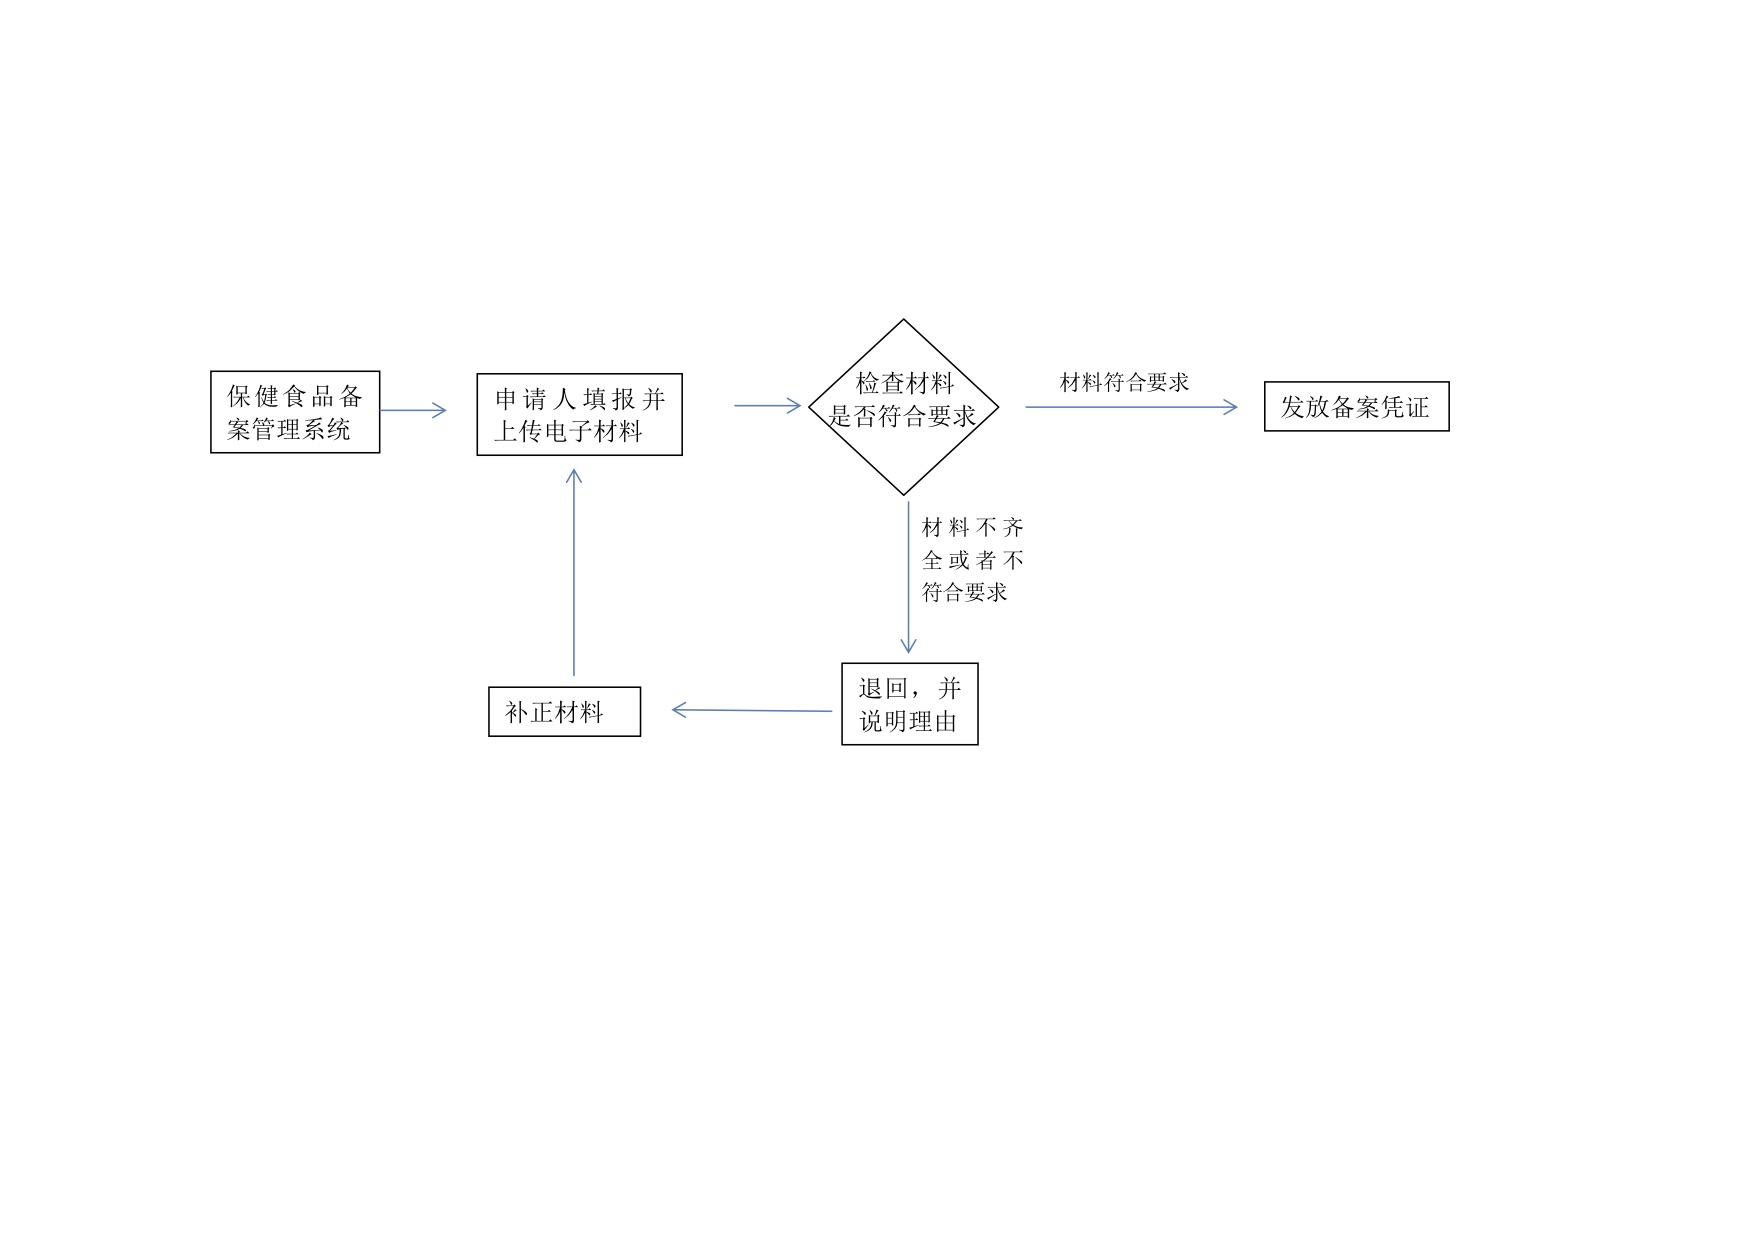 保健食品备
案管理系统
申请人填报并
上传电子材料
检查材料
是否符合要求
材料符合要求
发放备案凭证
材料不齐
全或者不
符合要求
退回，并
说明理由
补正材料